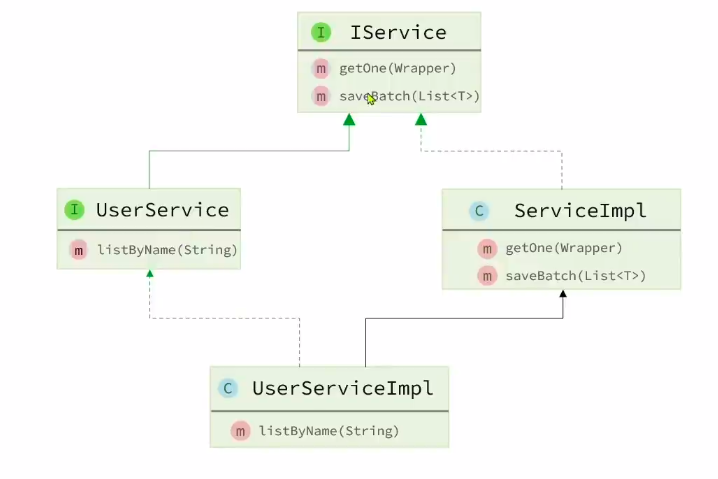 I IService
m getOne(Wrapper)
m saveBatch(List<T>)
I UserService
m listByName(String)
C ServiceImpl
m getOne(Wrapper)
m saveBatch(List<T>)
C UserServiceImpl
m listByName(String)